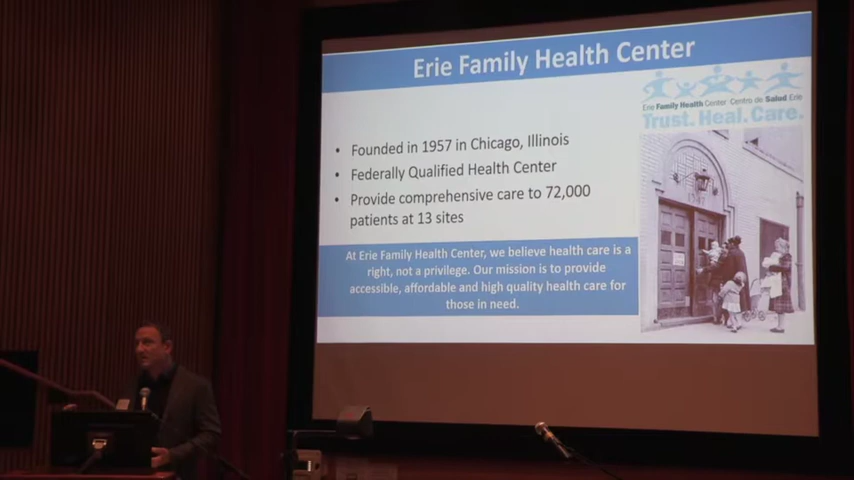 Erie Family Health Center
Erie Family Health Center Centro de Salud Erie
Trust. Heal. Care.
• Founded in 1957 in Chicago, Illinois
• Federally Qualified Health Center
• Provide comprehensive care to 72,000
patients at 13 sites
At Erie Family Health Center, we believe health care is a
right, not a privilege. Our mission is to provide
accessible, affordable and high quality health care for
those in need.